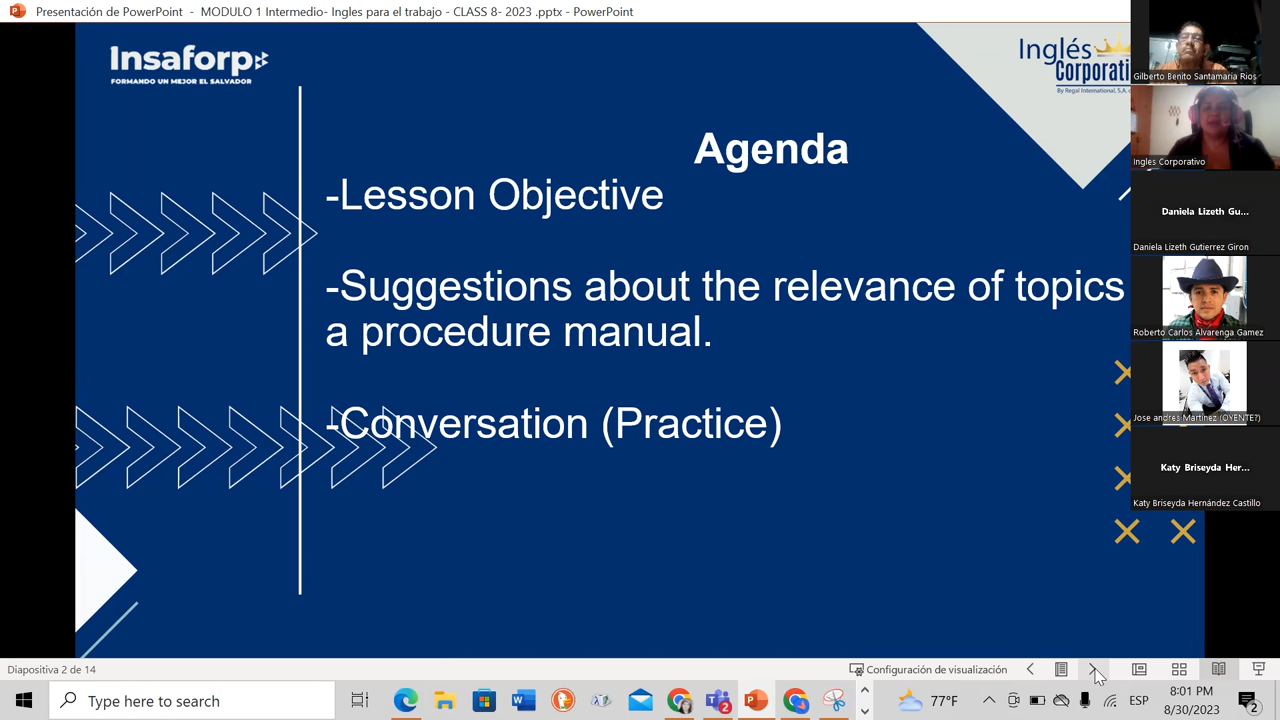 Presentación de PowerPoint - MODULO 1 Intermedio- Ingles para el trabajo - CLASS 8- 2023 .pptx - PowerPoint
Insaforp
FORMANDO UN MEJOR EL SALVADOR
Inglés
Corporati
By Regal International, S.A. d
Agenda
-Lesson Objective
-Suggestions about the relevance of topics
a procedure manual.
-Conversation (Practice)
Gilberto Benito Santamaria Rios
Ingles Corporativo
Daniela Lizeth Gu...
Daniela Lizeth Gutierrez Giron
Roberto Carlos Alvarenga Gamez
Jose andres Martinez (OYENTE?)
Katy Briseyda Her...
Katy Briseyda Hernández Castillo
Diapositiva 2 de 14
Configuración de visualización
Type here to search
2
77°F
ESP
8:01 PM
8/30/2023
2